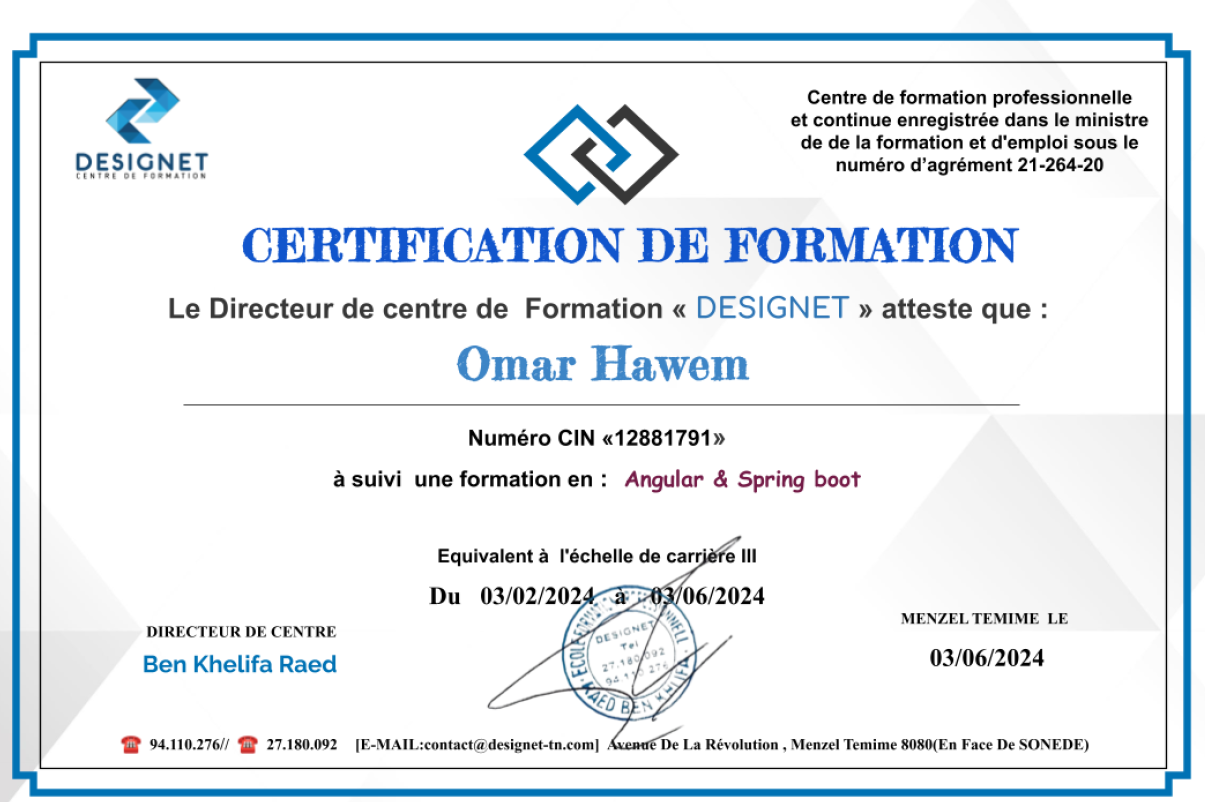 DESIGNET
CENTRE DE FORMATION
Centre de formation professionnelle
et continue enregistrée dans le ministre
de de la formation et d'emploi sous le
numéro d’agrément 21-264-20
CERTIFICATION DE FORMATION
Le Directeur de centre de Formation « DESIGNET » atteste que :
Omar Hawem
Numéro CIN «12881791»
à suivi une formation en : Angular & Spring boot
Equivalent à l'échelle de carrière III
Du 03/02/2024 à 03/06/2024
DIRECTEUR DE CENTRE
Ben Khelifa Raed
ECOLE
DESIGNET
Tel
27.180.092
94.110.276
RAED BEN KHLIFA
MENZEL TEMIME LE
03/06/2024
☎ 94.110.276// ☎ 27.180.092 [E-MAIL:contact@designet-tn.com] Avenue De La Révolution , Menzel Temime 8080(En Face De SONEDE)